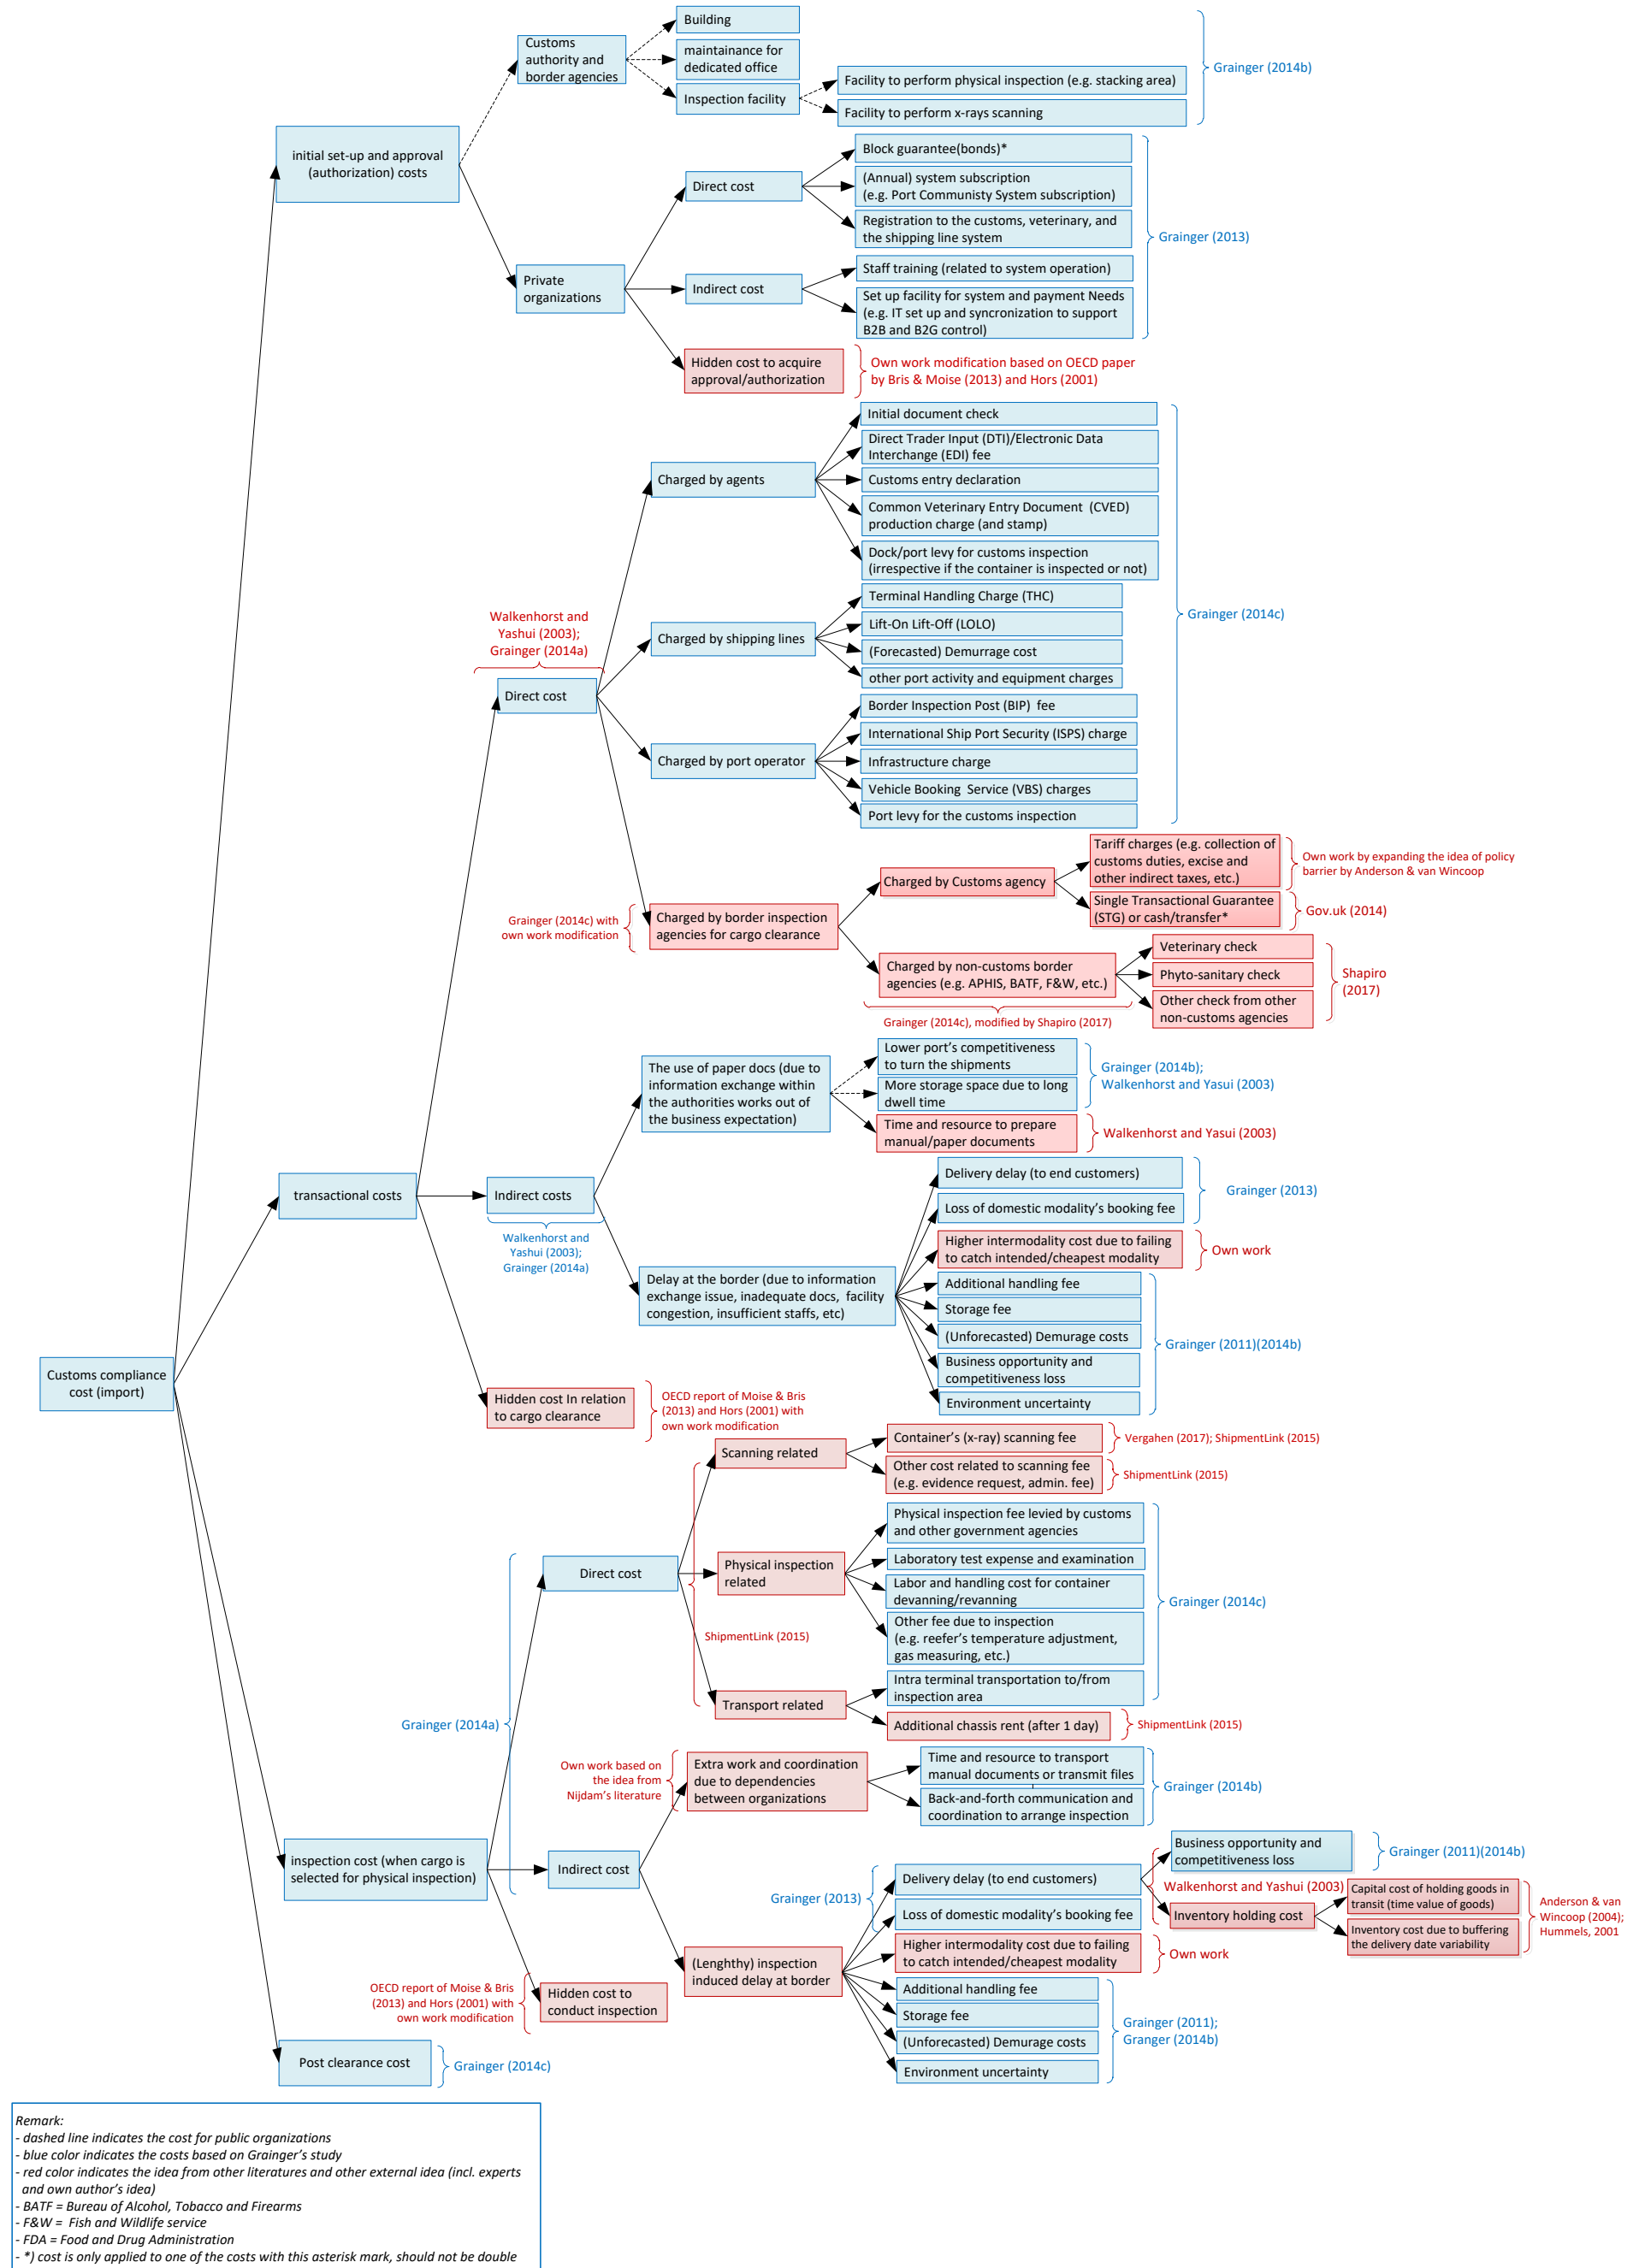 Building
Customs
authority and
border agencies
maintainance for
dedicated office
Inspection facility
Facility to perform physical inspection (e.g. stacking area)
Facility to perform x-rays scanning
Grainger (2014b)
initial set-up and approval
(authorization) costs
Block guarantee(bonds)*
Direct cost
(Annual) system subscription
(e.g. Port Communisty System subscription)
Registration to the customs, veterinary, and
the shipping line system
Grainger (2013)
Private
organizations
Indirect cost
Staff training (related to system operation)
Set up facility for system and payment Needs
(e.g. IT set up and syncronization to support
B2B and B2G control)
Hidden cost to acquire
approval/authorization
Own work modification based on OECD paper
by Bris & Moise (2013) and Hors (2001)
Initial document check
Direct Trader Input (DTI)/Electronic Data
Interchange (EDI) fee
Charged by agents
Customs entry declaration
Common Veterinary Entry Document (CVED)
production charge (and stamp)
Dock/port levy for customs inspection
(irrespective if the container is inspected or not)
Terminal Handling Charge (THC)
Grainger (2014c)
Walkenhorst and
Yashui (2003);
Grainger (2014a)
Charged by shipping lines
Lift-On Lift-Off (LOLO)
(Forecasted) Demurrage cost
other port activity and equipment charges
Direct cost
Border Inspection Post (BIP) fee
International Ship Port Security (ISPS) charge
Charged by port operator
Infrastructure charge
Vehicle Booking Service (VBS) charges
Port levy for the customs inspection
Tariff charges (e.g. collection of
customs duties, excise and
other indirect taxes, etc.)
Own work by expanding the idea of policy
barrier by Anderson & van Wincoop
Charged by Customs agency
Single Transactional Guarantee
(STG) or cash/transfer*
Gov.uk (2014)
Grainger (2014c) with
own work modification
Charged by border inspection
agencies for cargo clearance
Veterinary check
Charged by non-customs border
agencies (e.g. APHIS, BATF, F&W, etc.)
Phyto-sanitary check
Other check from other
non-customs agencies
Shapiro
(2017)
Grainger (2014c), modified by Shapiro (2017)
The use of paper docs (due to
information exchange within
the authorities works out of
the business expectation)
Lower port's competitiveness
to turn the shipments
More storage space due to long
dwell time
Grainger (2014b);
Walkenhorst and Yasui (2003)
Time and resource to prepare
manual/paper documents
Walkenhorst and Yasui (2003)
transactional costs
Indirect costs
Walkenhorst and
Yashui (2003);
Grainger (2014a)
Delivery delay (to end customers)
Loss of domestic modality's booking fee
Grainger (2013)
Higher intermodality cost due to failing
to catch intended/cheapest modality
Own work
Delay at the border (due to information
exchange issue, inadequate docs, facility
congestion, insufficient staffs, etc)
Additional handling fee
Storage fee
(Unforecasted) Demurage costs
Business opportunity and
competitiveness loss
Environment uncertainty
Grainger (2011)(2014b)
Customs compliance
cost (import)
Hidden cost In relation
to cargo clearance
OECD report of Moise & Bris
(2013) and Hors (2001) with
own work modification
Scanning related
Container's (x-ray) scanning fee
Vergahen (2017); ShipmentLink (2015)
Other cost related to scanning fee
(e.g. evidence request, admin. fee)
ShipmentLink (2015)
Physical inspection fee levied by customs
and other government agencies
Direct cost
Physical inspection
related
Laboratory test expense and examination
Labor and handling cost for container
devanning/revanning
Grainger (2014c)
Other fee due to inspection
(e.g. reefer's temperature adjustment,
gas measuring, etc.)
ShipmentLink (2015)
Intra terminal transportation to/from
inspection area
Transport related
Additional chassis rent (after 1 day)
ShipmentLink (2015)
Grainger (2014a)
Own work based on
the idea from
Nijdam's literature
Extra work and coordination
due to dependencies
between organizations
Time and resource to transport
manual documents or transmit files
Back-and-forth communication and
coordination to arrange inspection
Grainger (2014b)
inspection cost (when cargo is
selected for physical inspection)
Indirect cost
Grainger (2013)
Delivery delay (to end customers)
Loss of domestic modality's booking fee
Business opportunity and
competitiveness loss
Grainger (2011)(2014b)
Walkenhorst and Yashui (2003)
Inventory holding cost
Capital cost of holding goods in
transit (time value of goods)
Inventory cost due to buffering
the delivery date variability
Anderson & van
Wincoop (2004);
Hummels, 2001
Higher intermodality cost due to failing
to catch intended/cheapest modality
Own work
(Lenghthy) inspection
induced delay at border
Additional handling fee
Storage fee
(Unforecasted) Demurage costs
Environment uncertainty
Grainger (2011);
Granger (2014b)
OECD report of Moise & Bris
(2013) and Hors (2001) with
own work modification
Hidden cost to
conduct inspection
Post clearance cost
Grainger (2014c)
Remark:
- dashed line indicates the cost for public organizations
- blue color indicates the costs based on Grainger's study
- red color indicates the idea from other literatures and other external idea (incl. experts
and own author's idea)
- BATF = Bureau of Alcohol, Tobacco and Firearms
- F&W = Fish and Wildlife service
- FDA = Food and Drug Administration
- *) cost is only applied to one of the costs with this asterisk mark, should not be double